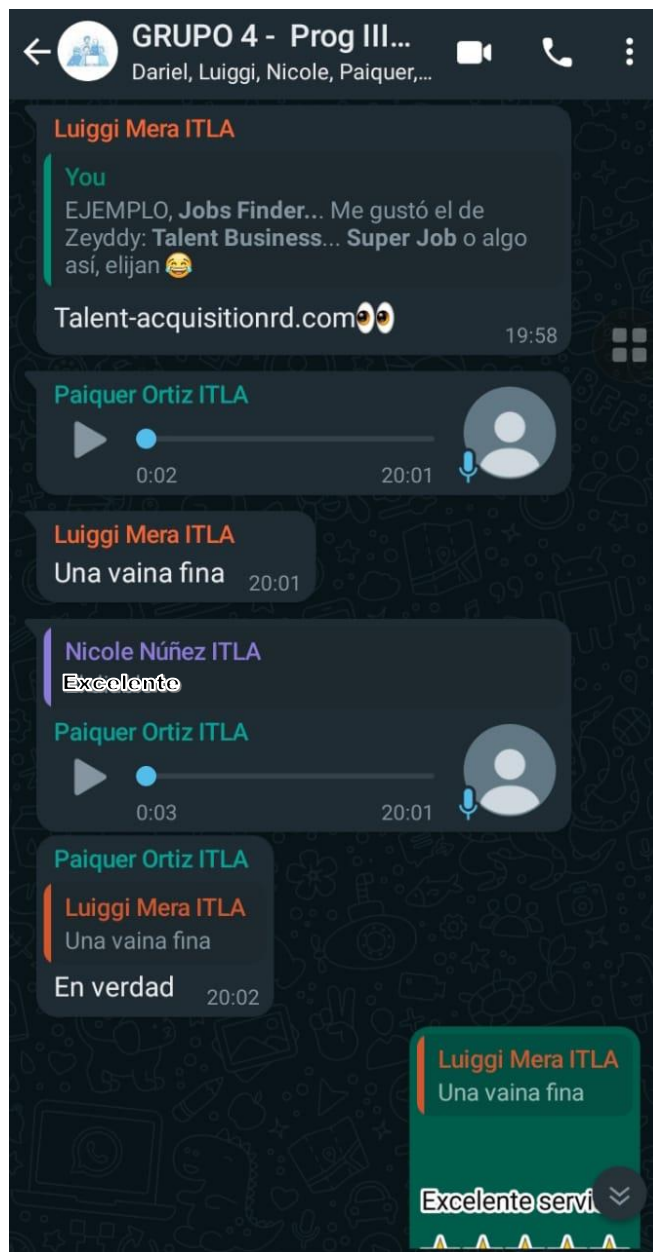 GRUPO 4 - Prog III...
Dariel, Luiggi, Nicole, Paiquer,...
Luiggi Mera ITLA
You
EJEMPLO, Jobs Finder... Me gustó el de
Zeyddy: Talent Business... Super Job o algo
así, elijan 😂
Talent-acquisitionrd.com👀
19:58
Paiquer Ortiz ITLA
0:02 20:01
Luiggi Mera ITLA
Una vaina fina 20:01
Nicole Núñez ITLA
Excelente
Paiquer Ortiz ITLA
0:03 20:01
Paiquer Ortiz ITLA
Luiggi Mera ITLA
Una vaina fina
En verdad 20:02
Luiggi Mera ITLA
Una vaina fina
Excelente servi